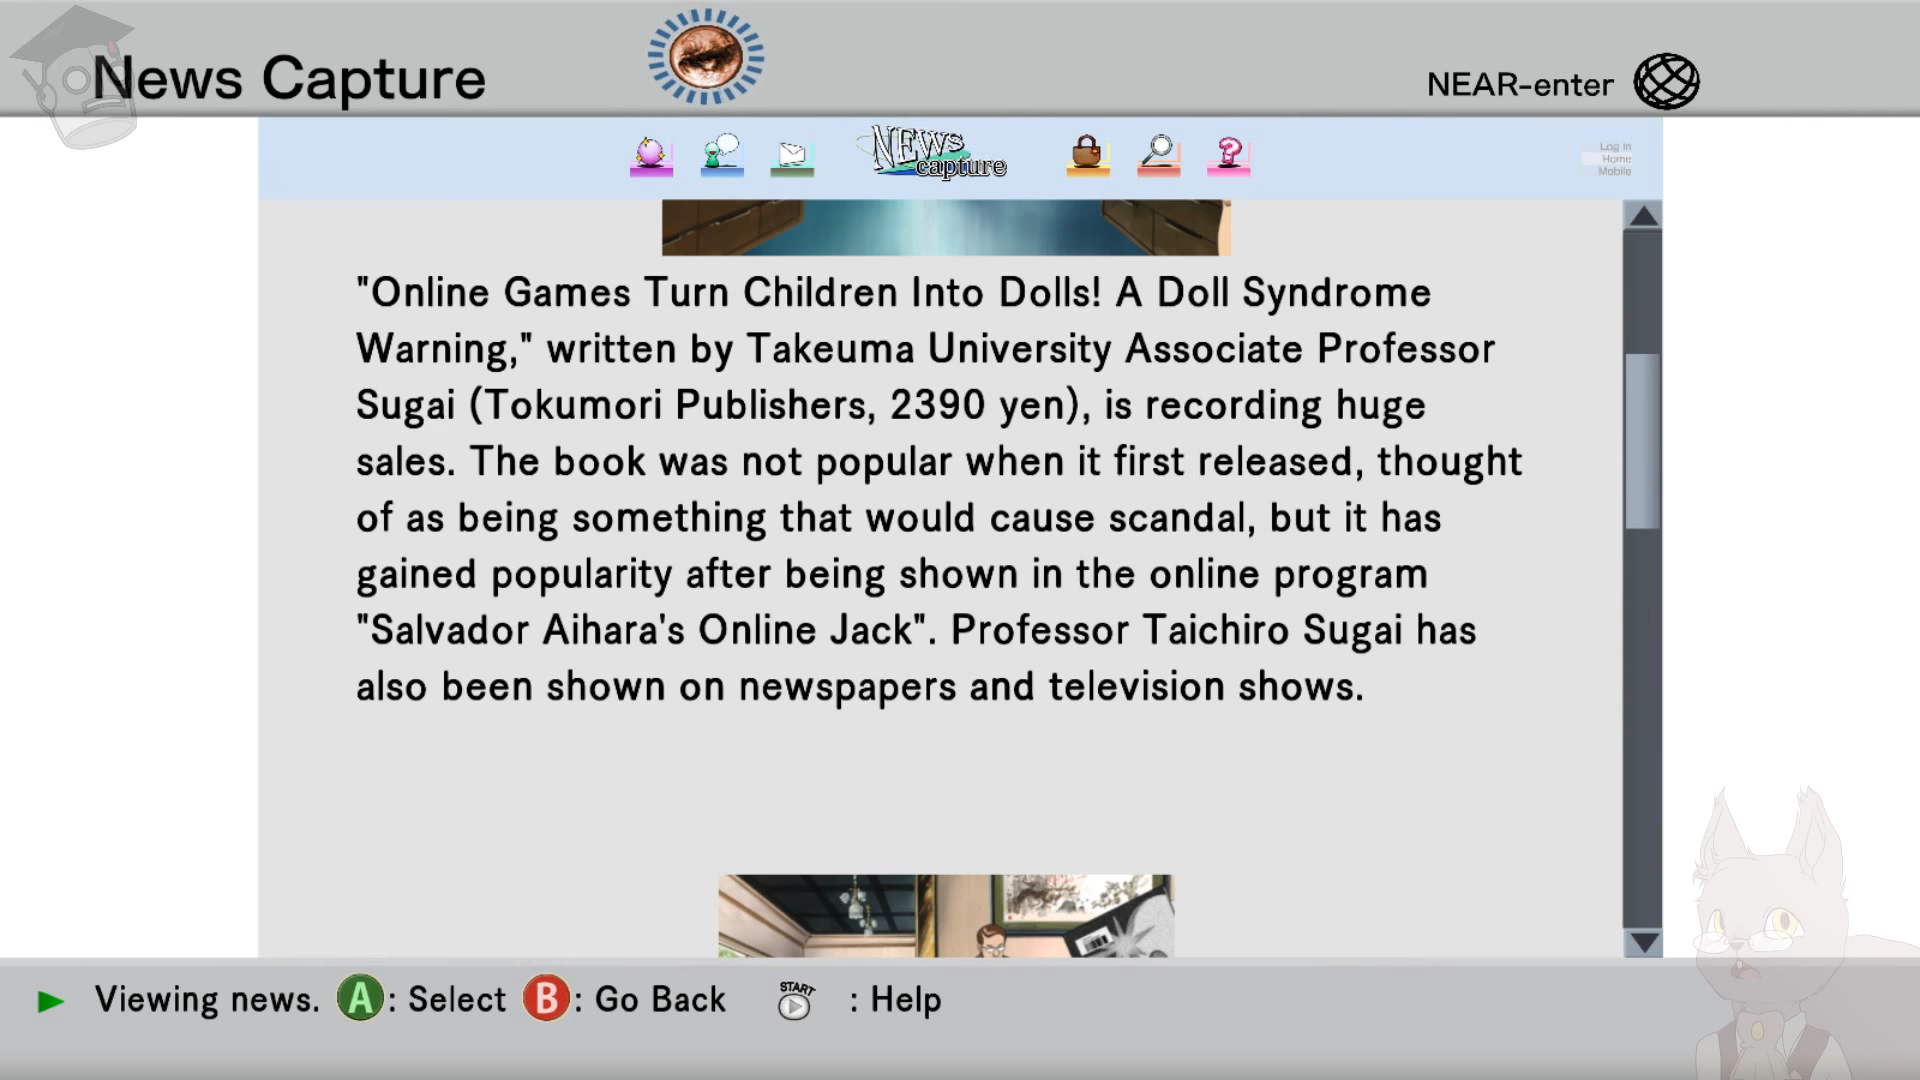 News Capture
NEAR-enter
NEWS
capture
Log in
Home
Mobile
"Online Games Turn Children Into Dolls! A Doll Syndrome
Warning," written by Takeuma University Associate Professor
Sugai (Tokumori Publishers, 2390 yen), is recording huge
sales. The book was not popular when it first released, thought
of as being something that would cause scandal, but it has
gained popularity after being shown in the online program
"Salvador Aihara's Online Jack". Professor Taichiro Sugai has
also been shown on newspapers and television shows.
Viewing news. A : Select B : Go Back START : Help